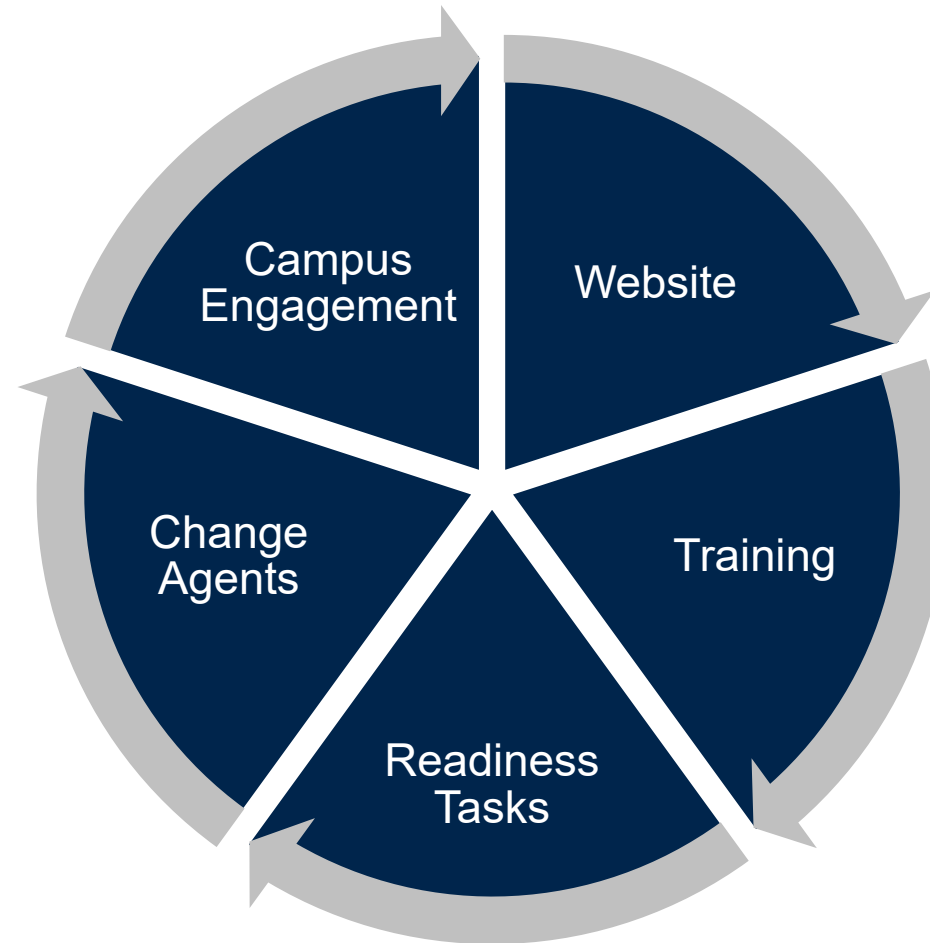 Campus
Engagement
Website
Training
Readiness
Tasks
Change
Agents